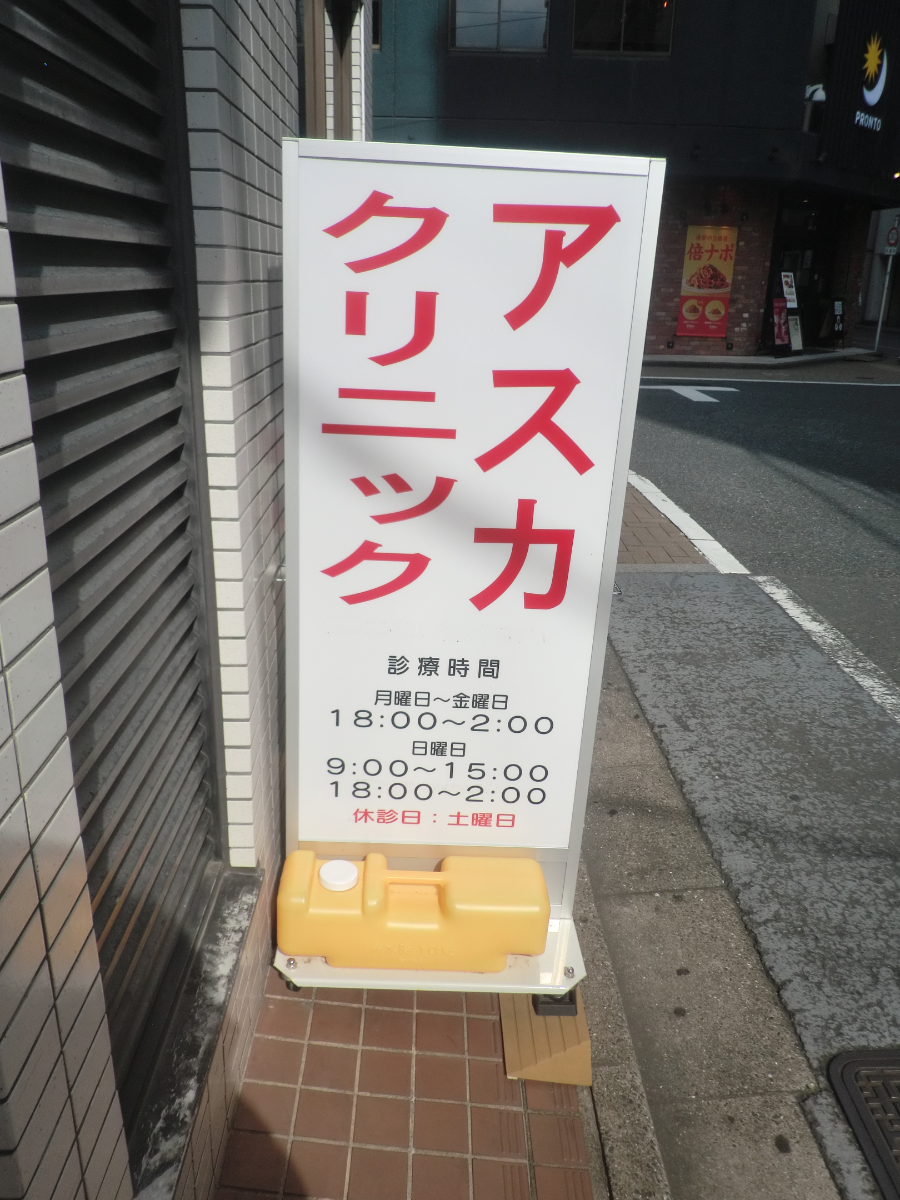 アスカ
クリニック
診療時間
月曜日～金曜日
18:00～2:00
日曜日
9:00～15:00
18:00～2:00
休診日：土曜日
PRONTO
倍ナポ